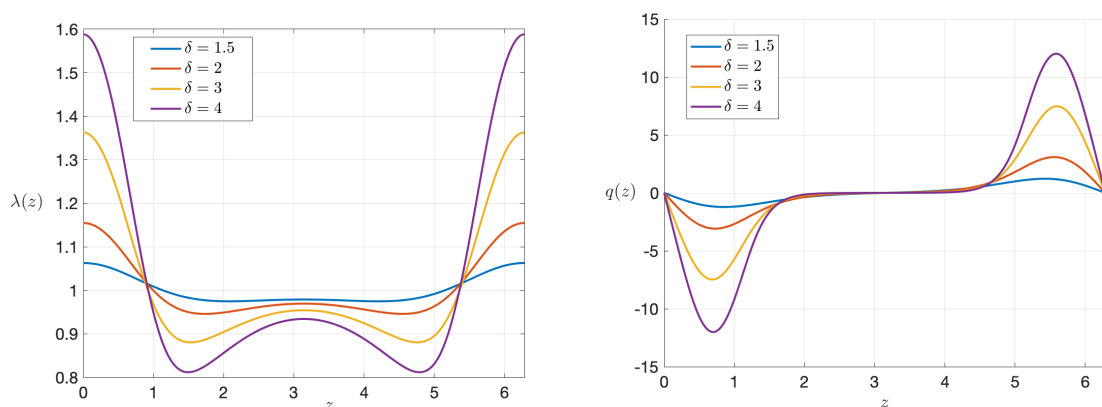 1.6
1.5
1.4
1.3
1.2
1.1
1
0.9
0.8
λ(z)
δ = 1.5
δ = 2
δ = 3
δ = 4
0 1 2 3 4 5 6
z
15
10
5
0
-5
-10
-15
q(z)
δ = 1.5
δ = 2
δ = 3
δ = 4
0 1 2 3 4 5 6
z